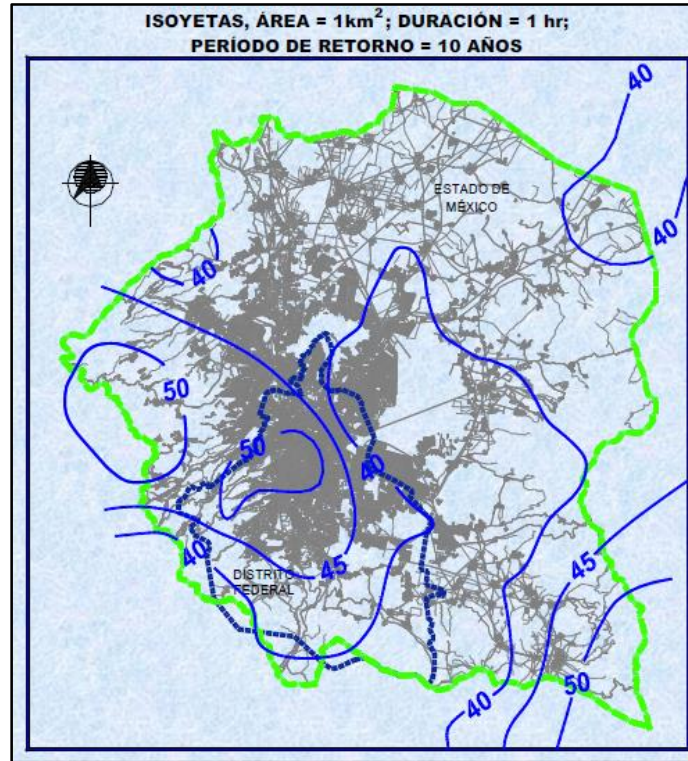 ISOYETAS, ÁREA = 1km²; DURACIÓN = 1 hr;
PERÍODO DE RETORNO = 10 AÑOS
40
ESTADO DE
MÉXICO
40
40
50
50
40
40
45
DISTRITO
FEDERAL
45
50
40